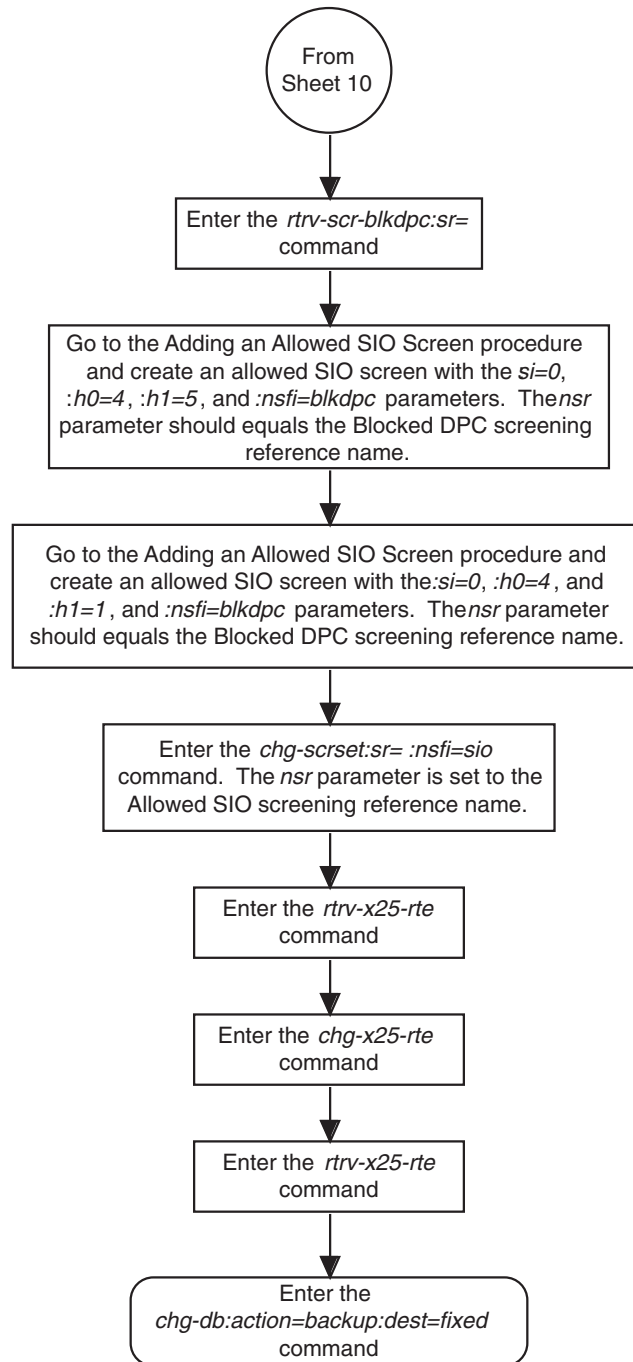 From
Sheet 10
Enter the rtrv-scr-blkdpc:sr=
command
Go to the Adding an Allowed SIO Screen procedure
and create an allowed SIO screen with the si=0,
:h0=4, :h1=5, and :nsfi=blkdpc parameters. The nsr
parameter should equals the Blocked DPC screening
reference name.
Go to the Adding an Allowed SIO Screen procedure and
create an allowed SIO screen with the :si=0, :h0=4, and
:h1=1, and :nsfi=blkdpc parameters. The nsr parameter
should equals the Blocked DPC screening reference name.
Enter the chg-scrset:sr= :nsfi=sio
command. The nsr parameter is set to the
Allowed SIO screening reference name.
Enter the rtrv-x25-rte
command
Enter the chg-x25-rte
command
Enter the rtrv-x25-rte
command
Enter the
chg-db:action=backup:dest=fixed
command